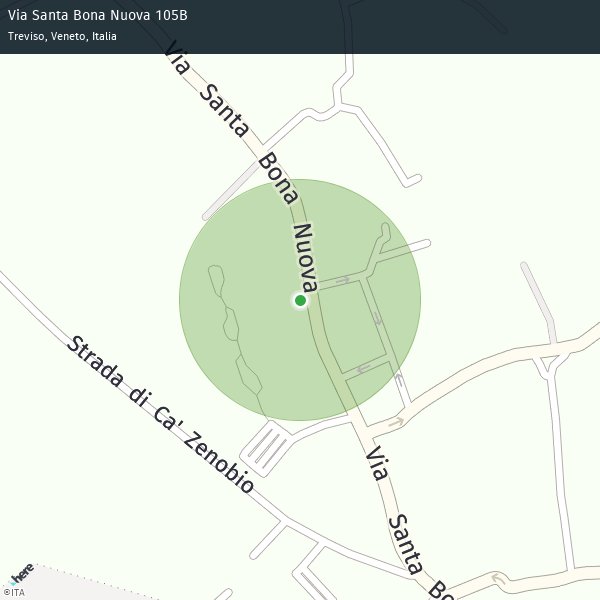 Via Santa Bona Nuova 105B
Treviso, Veneto, Italia
Via Santa Bona Nuova
Strada di Ca' Zenobio
Via Santa Bo
here
©ITA